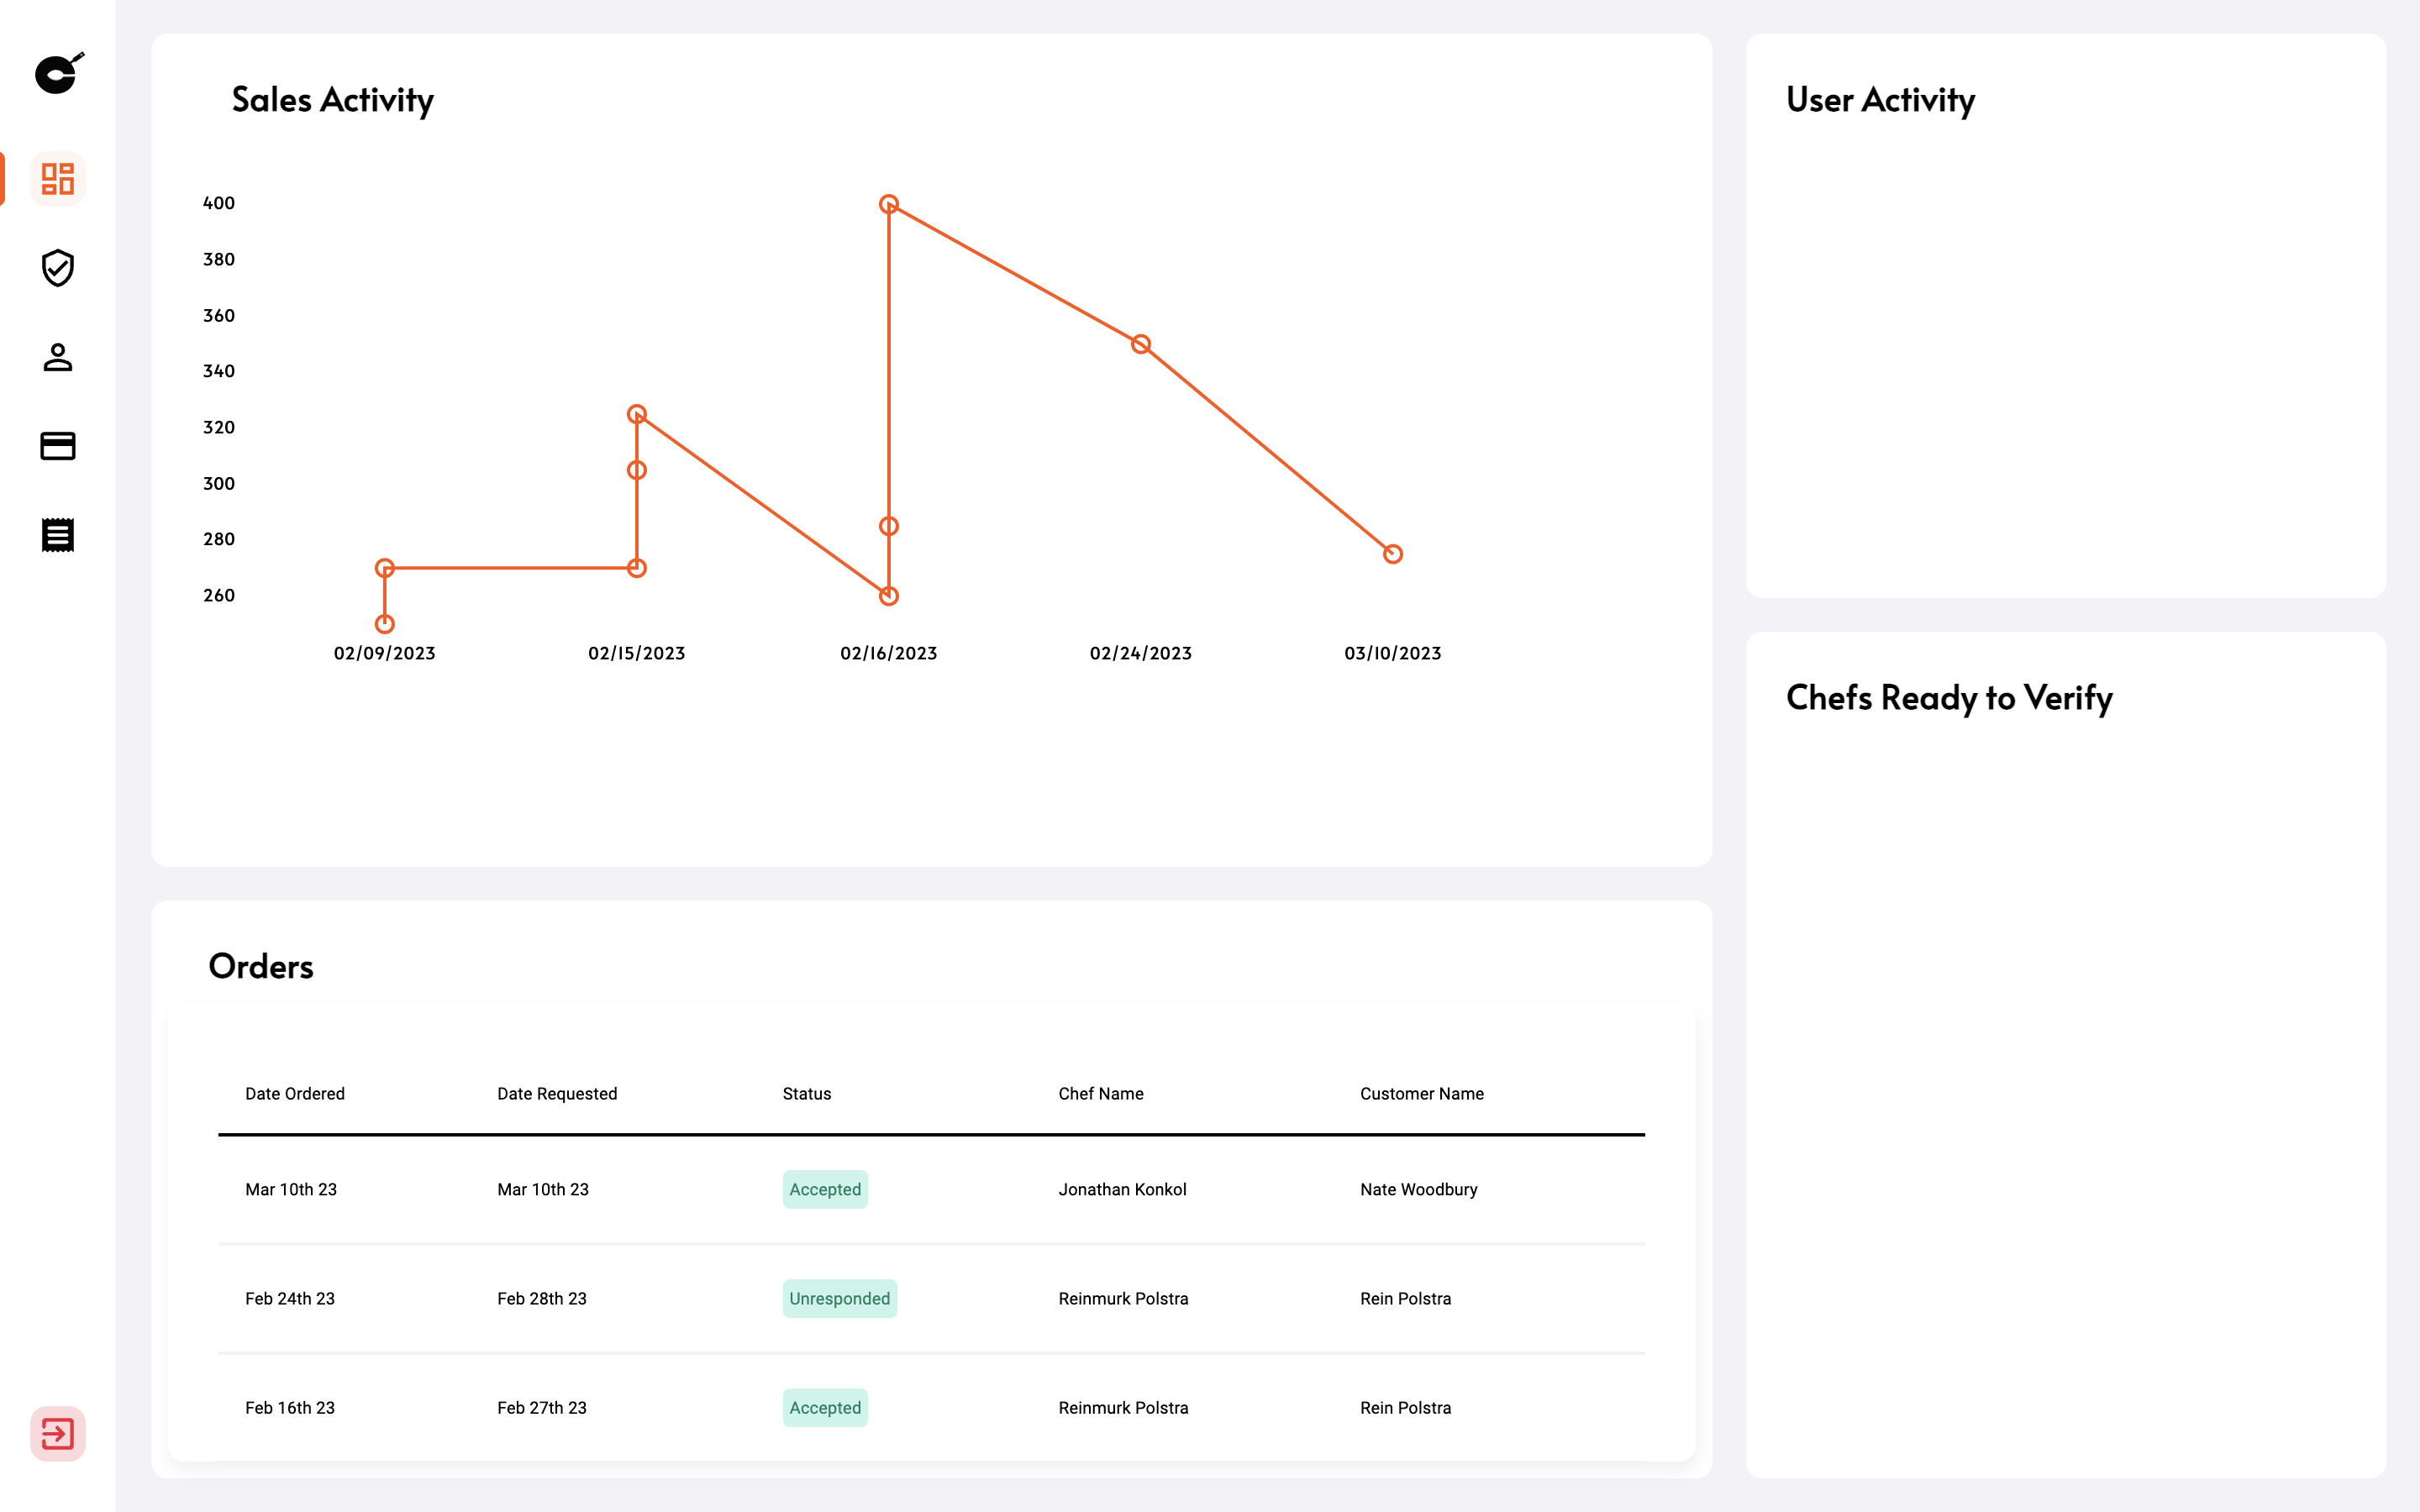 Sales Activity
400
380
360
340
320
300
280
260
02/09/2023 02/15/2023 02/16/2023 02/24/2023 03/10/2023
User Activity
Chefs Ready to Verify
Orders
Date Ordered Date Requested Status Chef Name Customer Name
Mar 10th 23 Mar 10th 23 Accepted Jonathan Konkol Nate Woodbury
Feb 24th 23 Feb 28th 23 Unresponded Reinmurk Polstra Rein Polstra
Feb 16th 23 Feb 27th 23 Accepted Reinmurk Polstra Rein Polstra